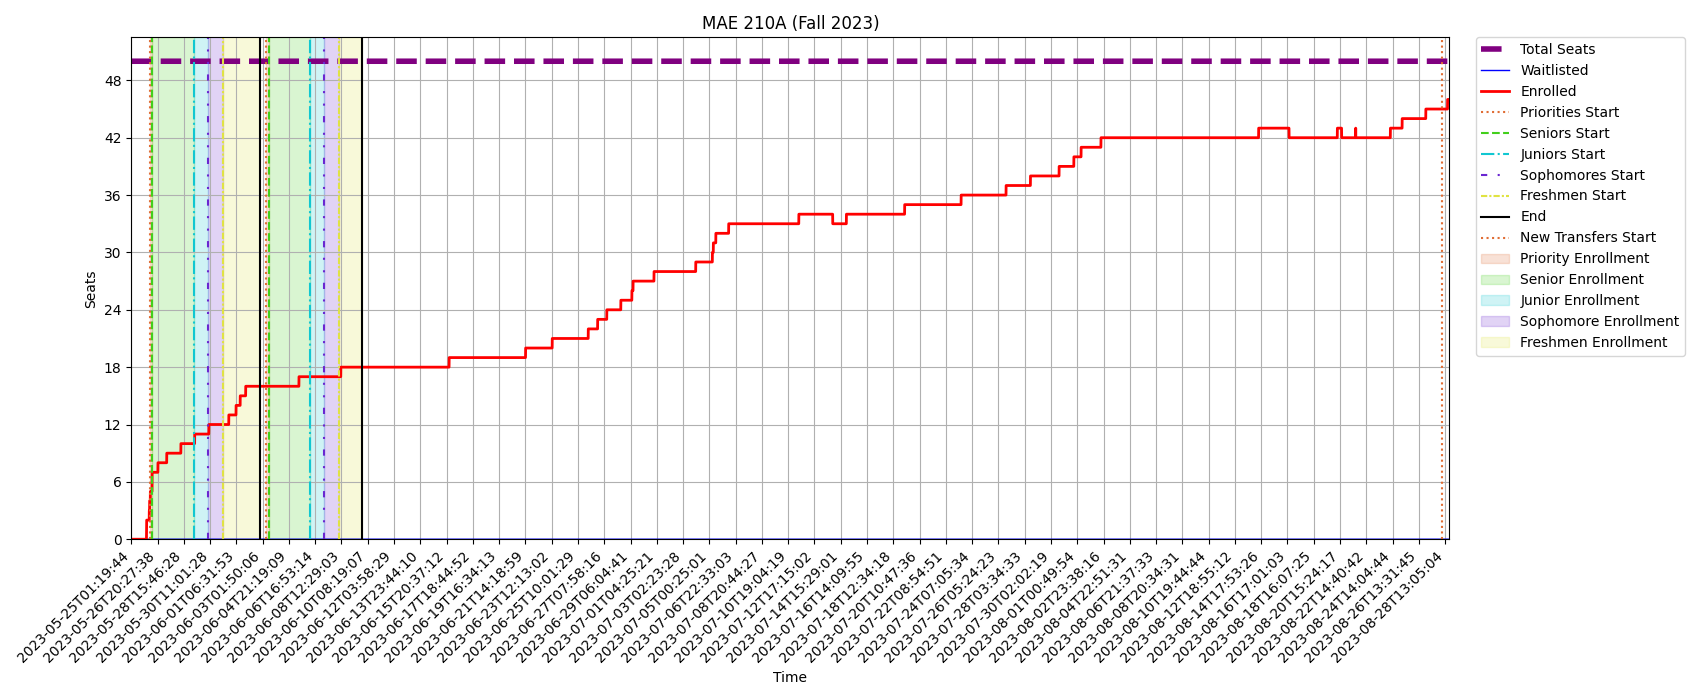 MAE 210A (Fall 2023)
Seats
48
42
36
30
24
18
12
6
0
2023-05-25T01:19:44
2023-05-26T20:27:38
2023-05-28T15:46:28
2023-05-30T11:01:28
2023-06-01T06:31:53
2023-06-03T01:50:06
2023-06-04T21:19:09
2023-06-06T16:53:14
2023-06-08T12:29:03
2023-06-10T08:19:07
2023-06-12T03:58:29
2023-06-13T23:44:10
2023-06-15T20:37:12
2023-06-17T18:44:52
2023-06-19T16:34:13
2023-06-21T14:18:59
2023-06-23T12:13:02
2023-06-25T10:01:29
2023-06-27T07:58:16
2023-06-29T06:04:41
2023-07-01T04:25:21
2023-07-03T02:23:28
2023-07-05T00:25:01
2023-07-06T22:33:03
2023-07-08T20:44:27
2023-07-10T19:04:19
2023-07-12T17:15:02
2023-07-14T15:29:01
2023-07-16T14:09:55
2023-07-18T12:34:18
2023-07-20T10:47:36
2023-07-22T08:54:51
2023-07-24T07:05:34
2023-07-26T05:24:23
2023-07-28T03:34:33
2023-07-30T02:02:19
2023-08-01T00:49:54
2023-08-02T23:38:16
2023-08-04T22:51:31
2023-08-06T21:37:33
2023-08-08T20:34:31
2023-08-10T19:44:44
2023-08-12T18:55:12
2023-08-14T17:53:26
2023-08-16T17:01:03
2023-08-18T16:07:25
2023-08-20T15:24:17
2023-08-22T14:40:42
2023-08-24T14:04:44
2023-08-26T13:31:45
2023-08-28T13:05:04
Time
Total Seats
Waitlisted
Enrolled
Priorities Start
Seniors Start
Juniors Start
Sophomores Start
Freshmen Start
End
New Transfers Start
Priority Enrollment
Senior Enrollment
Junior Enrollment
Sophomore Enrollment
Freshmen Enrollment